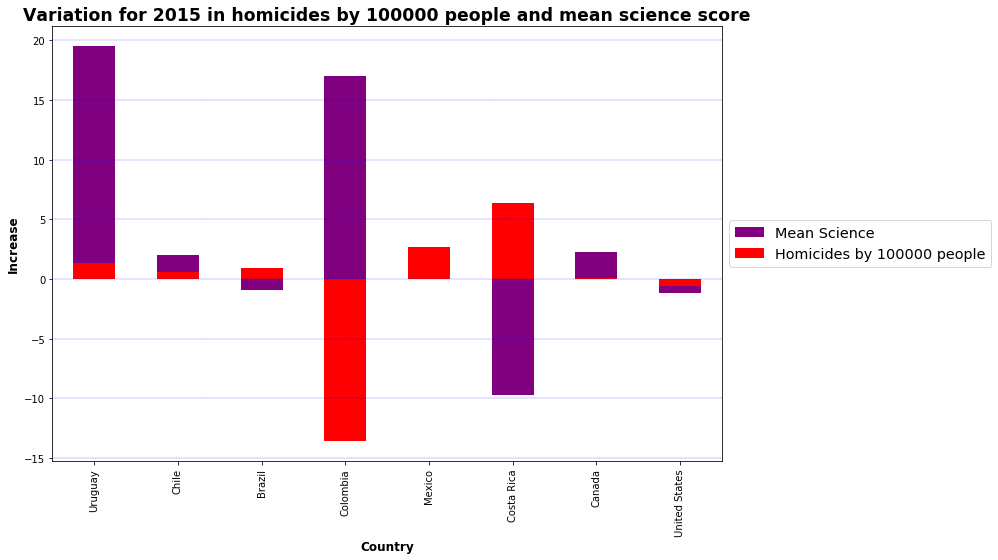 Variation for 2015 in homicides by 100000 people and mean science score
20
15
10
5
0
−5
−10
−15
Increase
Uruguay
Chile
Brazil
Colombia
Mexico
Costa Rica
Canada
United States
Country
Mean Science
Homicides by 100000 people